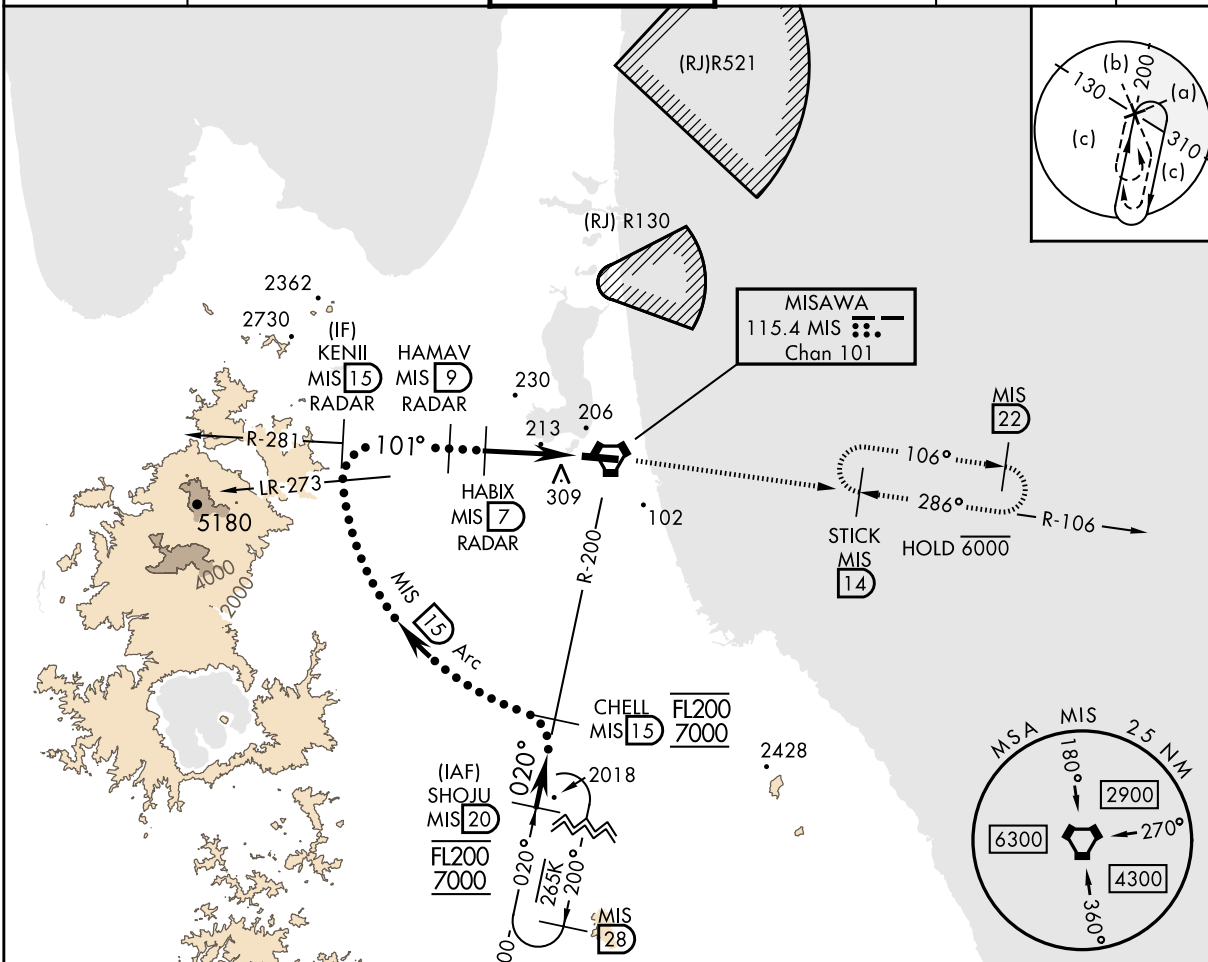 (RJ)R521
(b)
200
130
(a)
(c)
310
(c)
(RJ) R130
MISAWA
115.4 MIS
Chan 101
2362
2730
(IF)
KENII
MIS 15
RADAR
HAMAV
MIS 9
RADAR
230
206
213
MIS
22
R-281
101°
106°
LR-273
HABIX
MIS 7
RADAR
309
286°
R-106
5180
102
STICK
MIS
14
HOLD 6000
4000
2000
R-200
MIS 15 Arc
CHELL
MIS 15
FL200
7000
2428
MSA MIS 25 NM
180°
2900
270°
6300
4300
360°
(IAF)
SHOJU
MIS 20
FL200
7000
020°
2018
020°
265K
200°
MIS
28